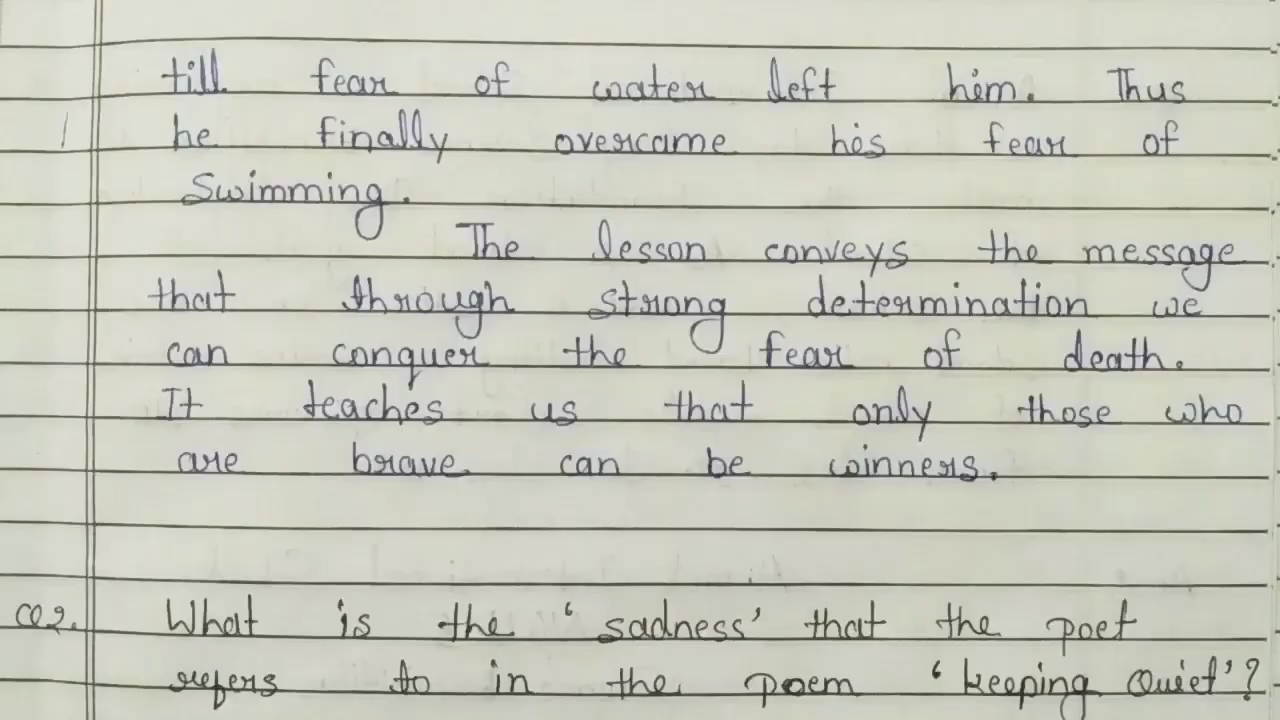 till fear of water left him. Thus
he finally overcame his fear of
Swimming.
The lesson conveys the message
that through strong determination we
can conquer the fear of death.
It teaches us that only those who
are brave can be winners.
Q2. What is the 'sadness' that the poet
refers to in the poem 'keeping Quiet'?